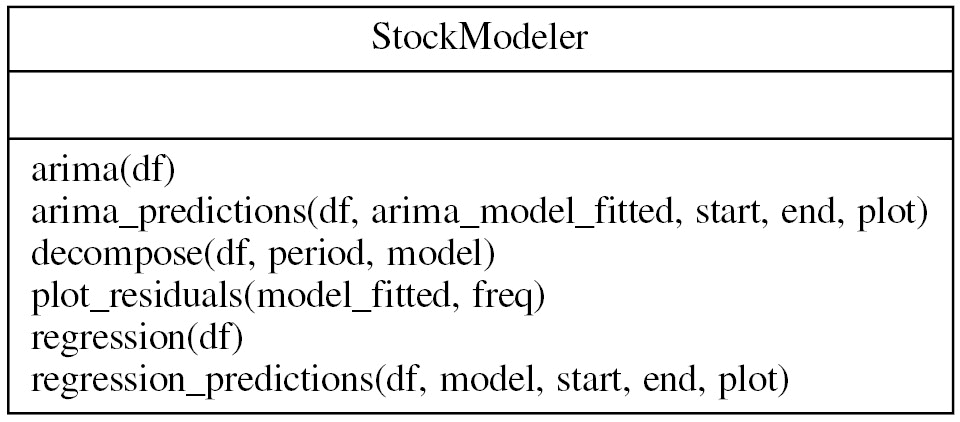 StockModeler
arima(df)
arima_predictions(df, arima_model_fitted, start, end, plot)
decompose(df, period, model)
plot_residuals(model_fitted, freq)
regression(df)
regression_predictions(df, model, start, end, plot)